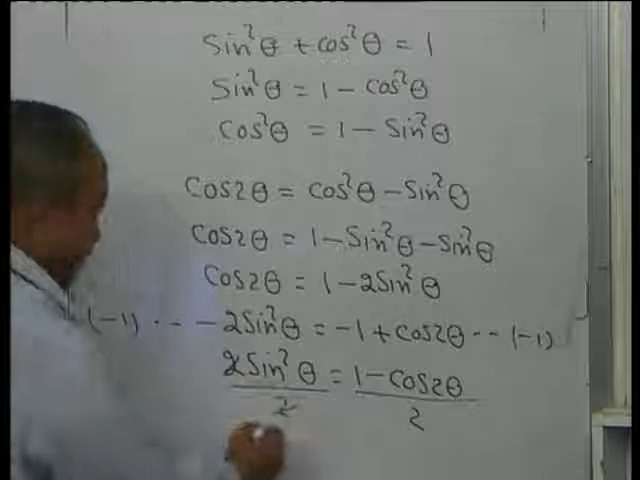 Sin²θ + cos²θ = 1
Sin²θ = 1 - Cos²θ
Cos²θ = 1 - Sin²θ
Cos2θ = Cos²θ - Sin²θ
Cos2θ = 1 - Sin²θ - Sin²θ
Cos2θ = 1 - 2Sin²θ
(-1) .. - 2Sin²θ = -1 + Cos2θ .. (-1)
2Sin²θ = 1 - Cos2θ
2 2